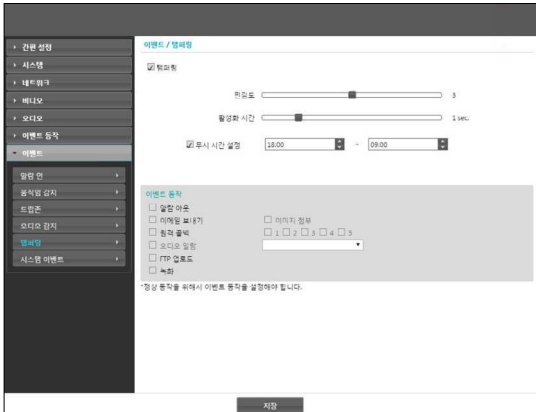 간편 설정
시스템
네트워크
비디오
오디오
이벤트 동작
이벤트
알람 인
움직임 감지
트립존
오디오 감지
탬퍼링
시스템 이벤트
이벤트 / 탬퍼링
탬퍼링
민감도 3
활성화 시간 1 sec.
무시 시간 설정 18:00 ~ 09:00
이벤트 동작
알람 아웃
이메일 보내기 이미지 첨부
원격 콜백 1 2 3 4 5
오디오 알람
FTP 업로드
녹화
*정상 동작을 위해서 이벤트 동작을 설정해야 합니다.
저장